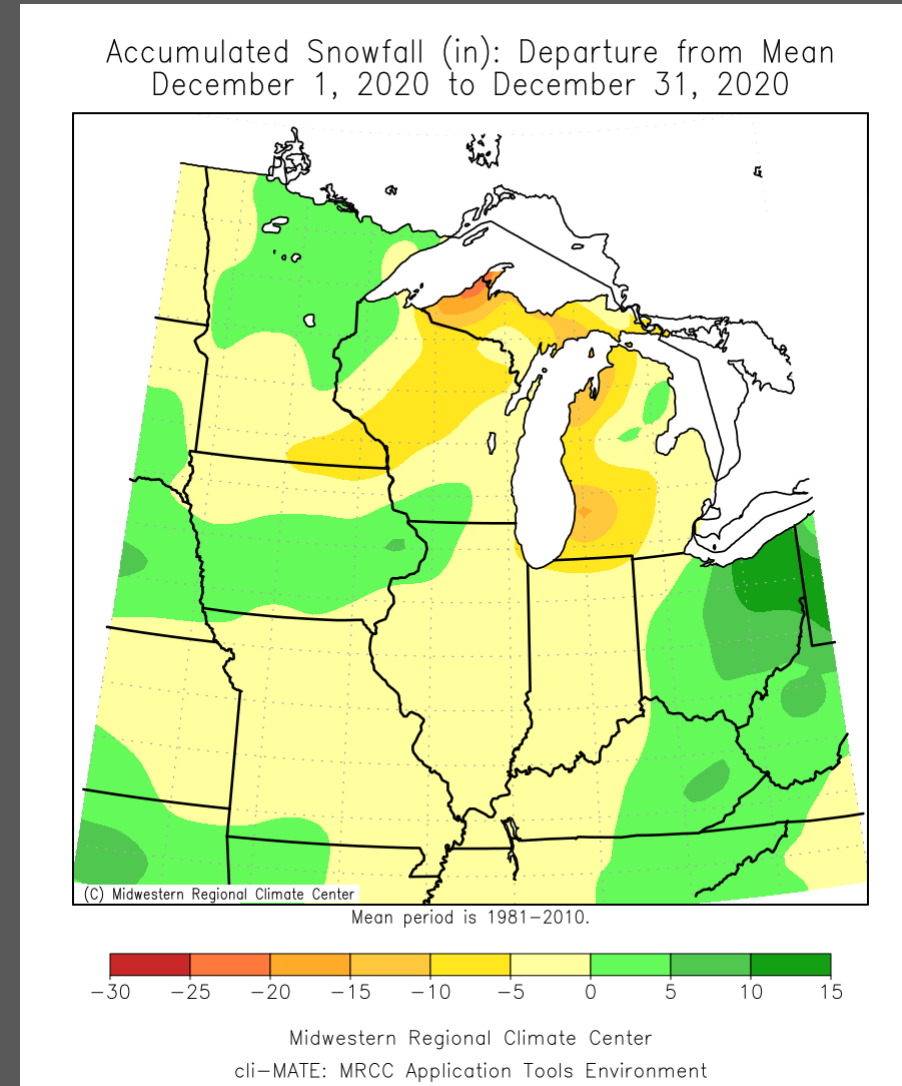 Accumulated Snowfall (in): Departure from Mean
December 1, 2020 to December 31, 2020
(C) Midwestern Regional Climate Center
Mean period is 1981-2010.
-30 -25 -20 -15 -10 -5 0 5 10 15
Midwestern Regional Climate Center
cli-MATE: MRCC Application Tools Environment